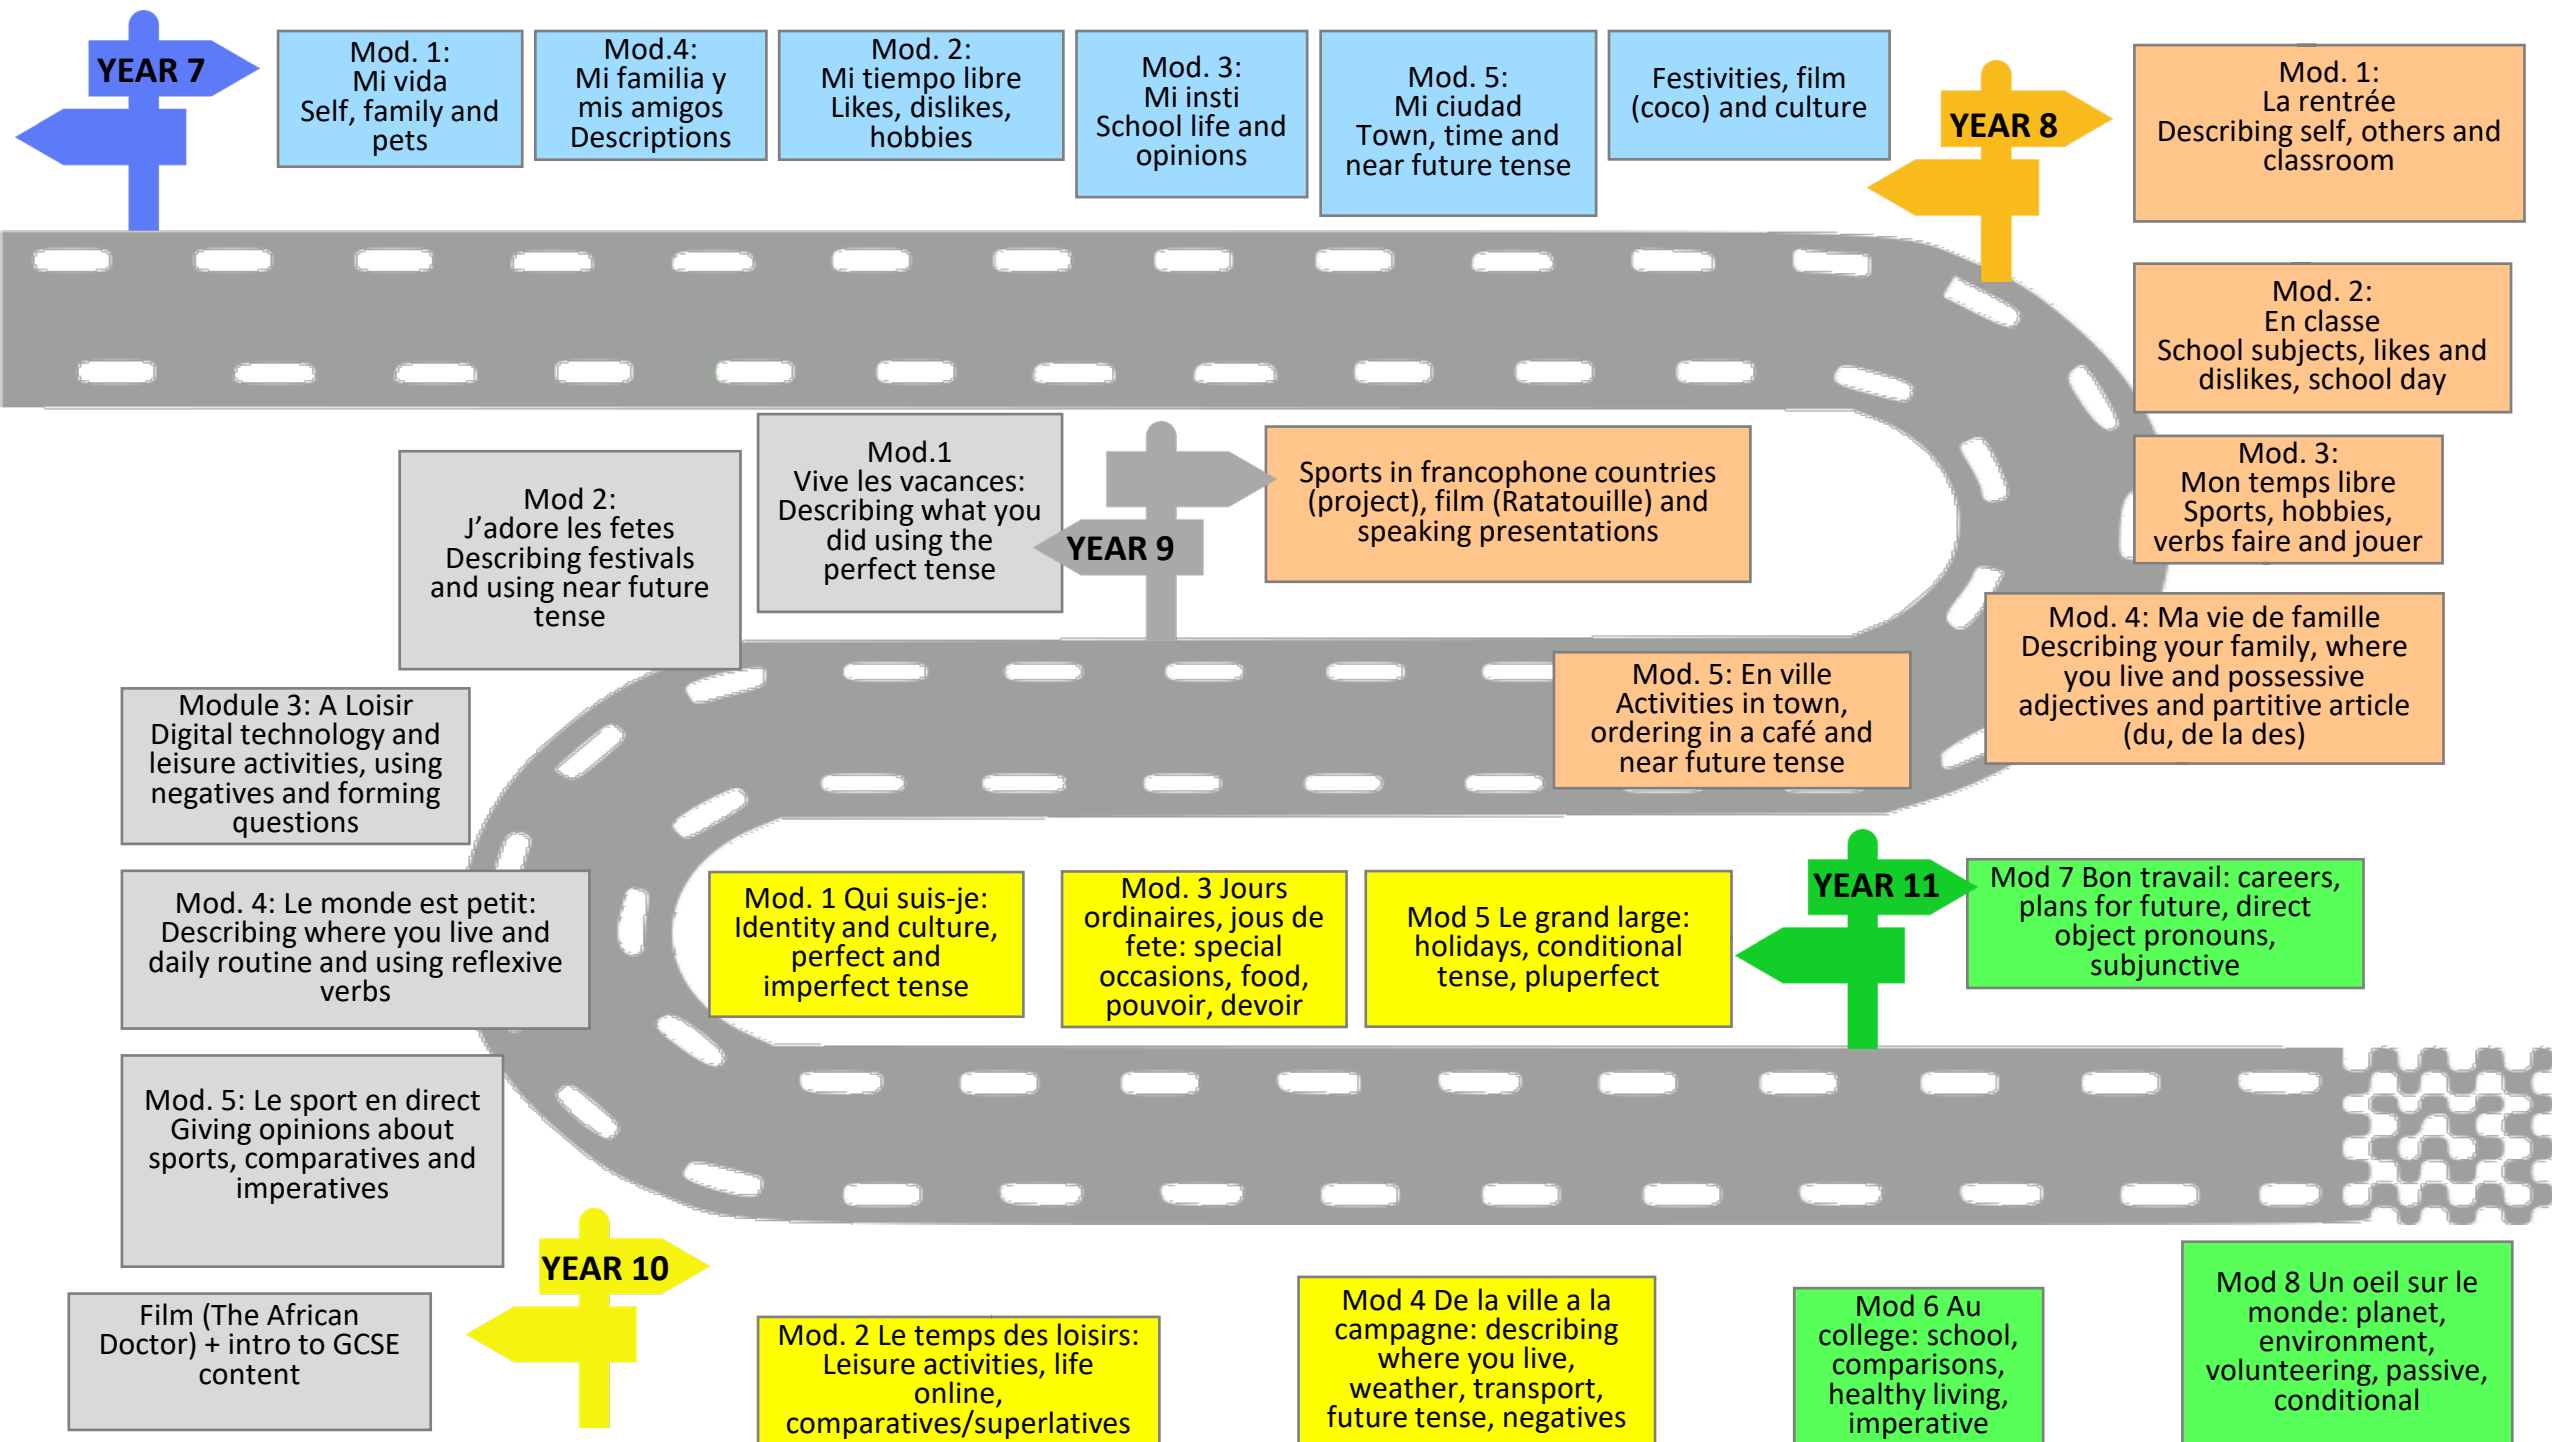 YEAR 7
Mod. 1:
Mi vida
Self, family and
pets
Mod.4:
Mi familia y
mis amigos
Descriptions
Mod. 2:
Mi tiempo libre
Likes, dislikes,
hobbies
Mod. 3:
Mi insti
School life and
opinions
Mod. 5:
Mi ciudad
Town, time and
near future tense
Festivities, film
(coco) and culture
YEAR 8
Mod. 1:
La rentrée
Describing self, others and
classroom
Mod. 2:
En classe
School subjects, likes and
dislikes, school day
Mod. 3:
Mon temps libre
Sports, hobbies,
verbs faire and jouer
Mod. 4: Ma vie de famille
Describing your family, where
you live and possessive
adjectives and partitive article
(du, de la des)
Mod. 5: En ville
Activities in town,
ordering in a café and
near future tense
Sports in francophone countries
(project), film (Ratatouille) and
speaking presentations
YEAR 9
Mod.1
Vive les vacances:
Describing what you
did using the
perfect tense
Mod 2:
J’adore les fetes
Describing festivals
and using near future
tense
Module 3: A Loisir
Digital technology and
leisure activities, using
negatives and forming
questions
Mod. 4: Le monde est petit:
Describing where you live and
daily routine and using reflexive
verbs
Mod. 5: Le sport en direct
Giving opinions about
sports, comparatives and
imperatives
Film (The African
Doctor) + intro to GCSE
content
YEAR 10
Mod. 1 Qui suis-je:
Identity and culture,
perfect and
imperfect tense
Mod. 2 Le temps des loisirs:
Leisure activities, life
online,
comparatives/superlatives
Mod. 3 Jours
ordinaires, jous de
fete: special
occasions, food,
pouvoir, devoir
Mod 4 De la ville a la
campagne: describing
where you live,
weather, transport,
future tense, negatives
Mod 5 Le grand large:
holidays, conditional
tense, pluperfect
YEAR 11
Mod 6 Au
college: school,
comparisons,
healthy living,
imperative
Mod 7 Bon travail: careers,
plans for future, direct
object pronouns,
subjunctive
Mod 8 Un oeil sur le
monde: planet,
environment,
volunteering, passive,
conditional